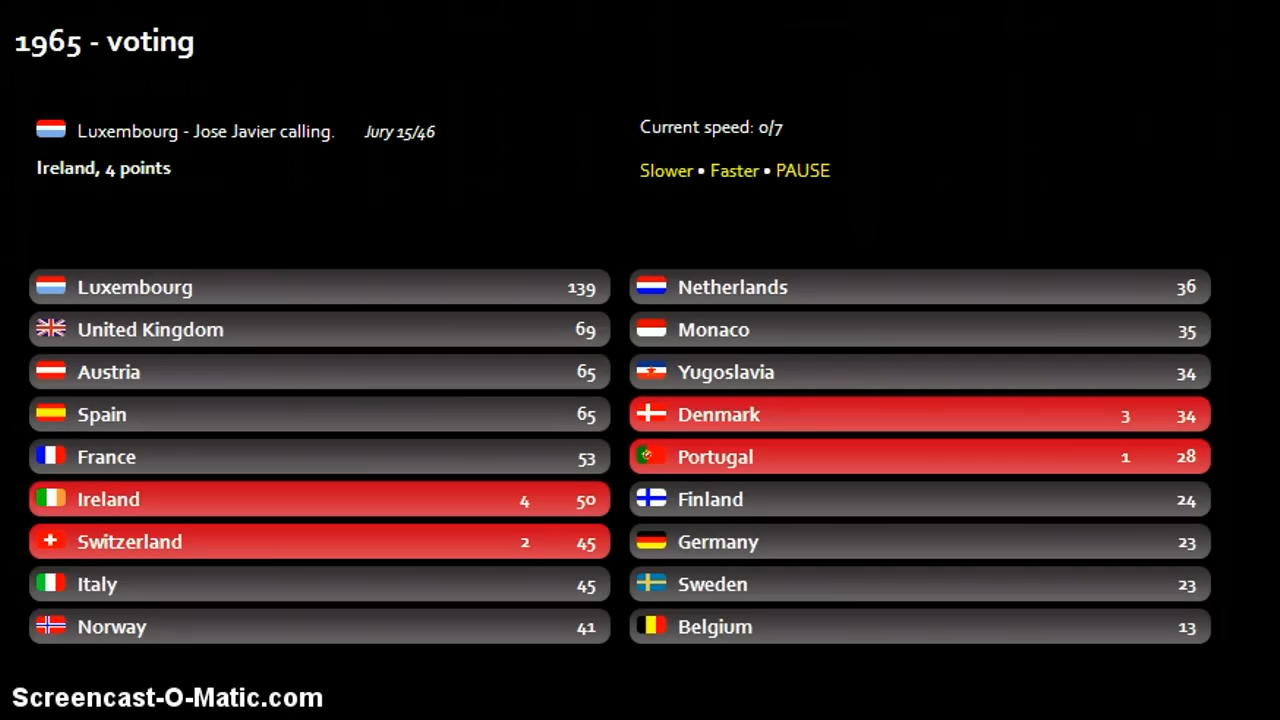 1965 - voting
Luxembourg - Jose Javier calling. Jury 15/46
Ireland, 4 points
Current speed: 0/7
Slower • Faster • PAUSE
Luxembourg 139
United Kingdom 69
Austria 65
Spain 65
France 53
Ireland 4 50
Switzerland 2 45
Italy 45
Norway 41
Netherlands 36
Monaco 35
Yugoslavia 34
Denmark 3 34
Portugal 1 28
Finland 24
Germany 23
Sweden 23
Belgium 13
Screencast-O-Matic.com